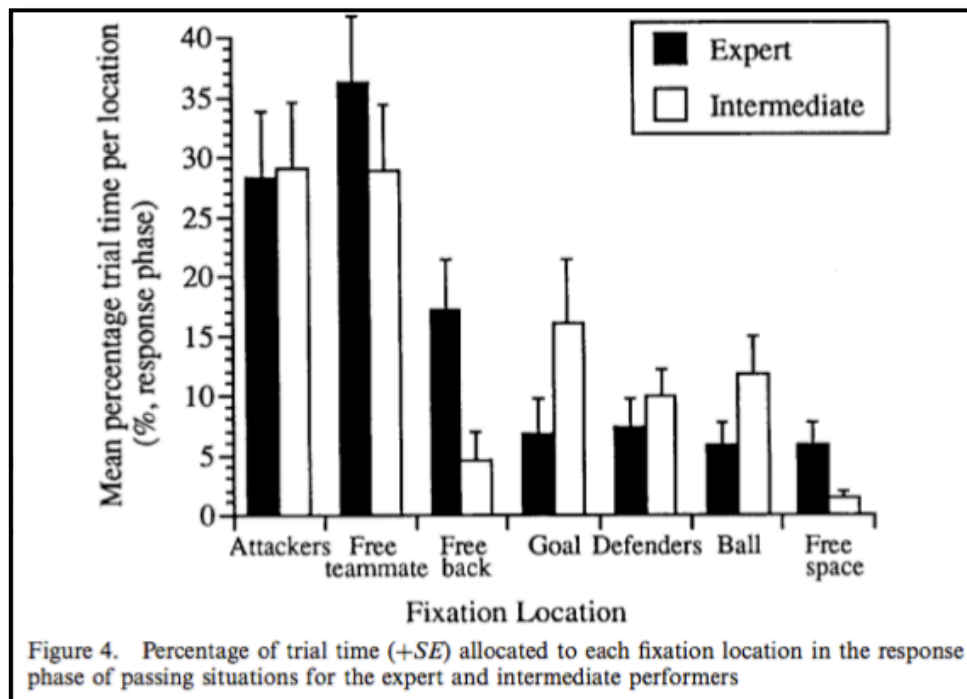 Mean percentage trial time per location
(%, response phase)
40
35
30
25
20
15
10
5
0
Expert
Intermediate
Attackers Free Free Goal Defenders Ball Free
teammate back space
Fixation Location
Figure 4. Percentage of trial time (+SE) allocated to each fixation location in the response
phase of passing situations for the expert and intermediate performers